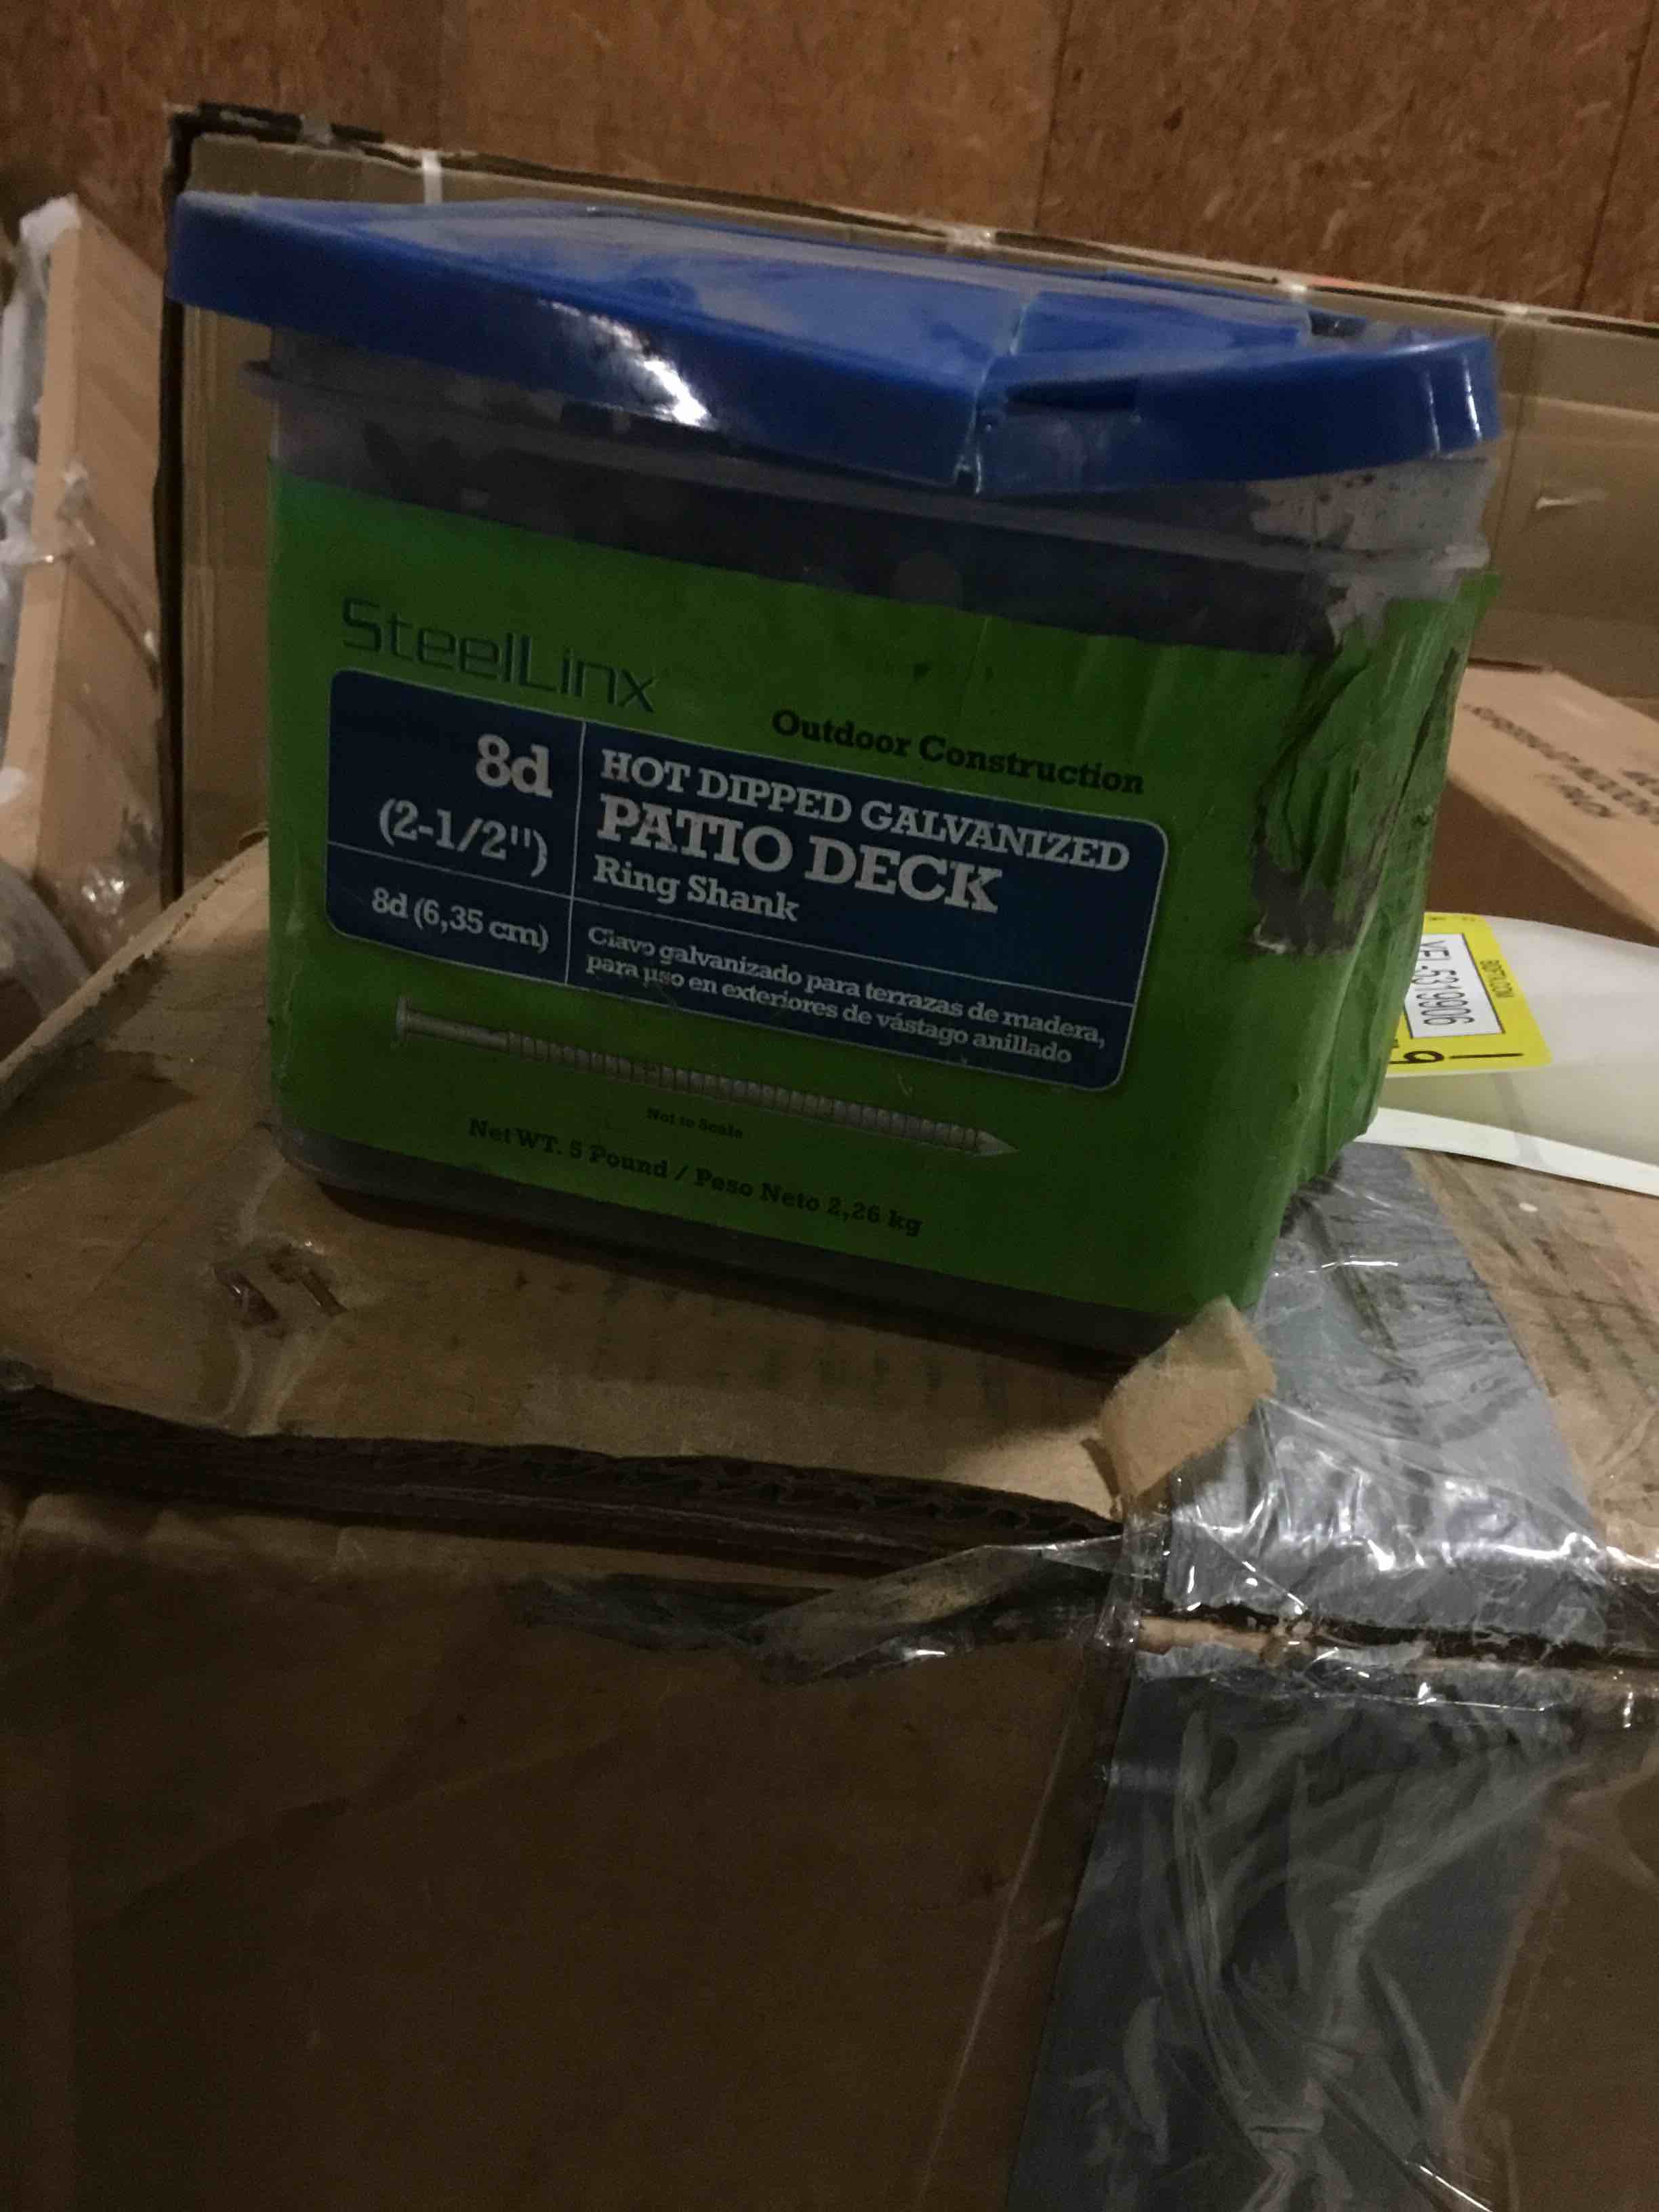 SteelLinx
Outdoor Construction
8d
(2-1/2")
HOT DIPPED GALVANIZED
PATIO DECK
Ring Shank
8d (6,35 cm)
Clavo galvanizado para terrazas de madera,
para uso en exteriores de vástago anillado
Not to Scale
Net WT. 5 Pound / Peso Neto 2,26 kg